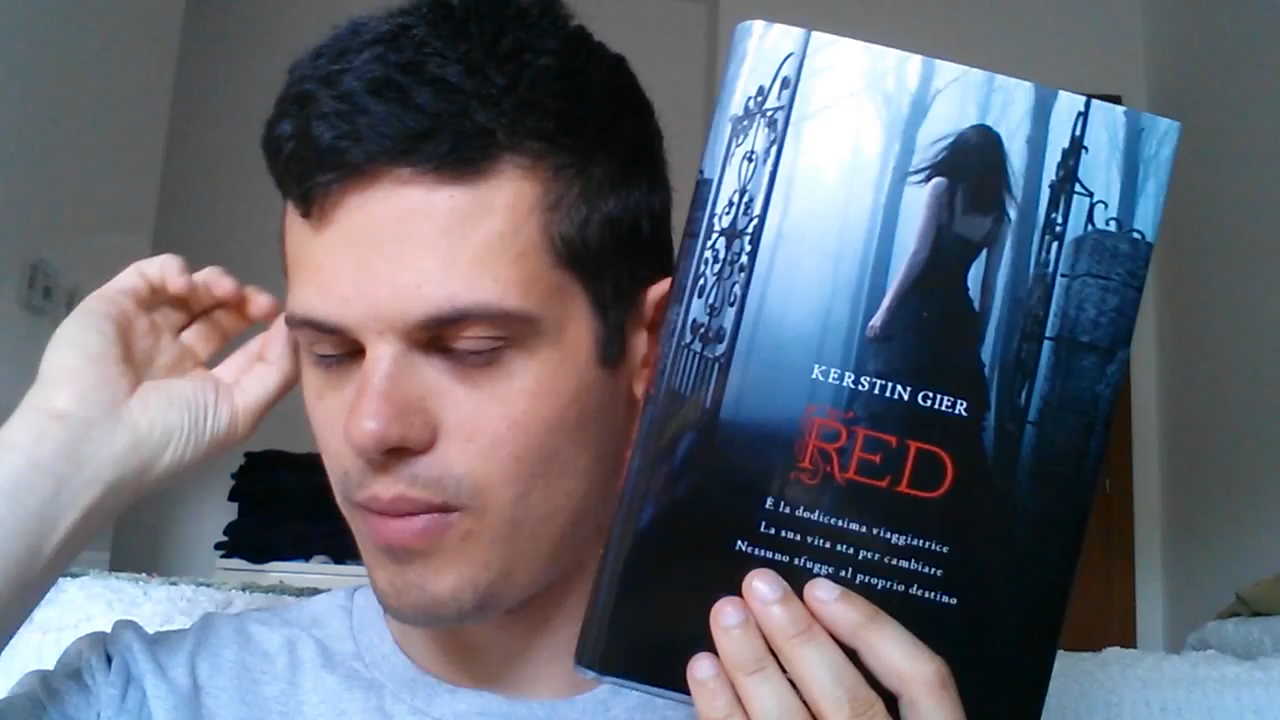 KERSTIN GIER
RED
È la dodicesima viaggiatrice
La sua vita sta per cambiare
Nessuno sfugge al proprio destino